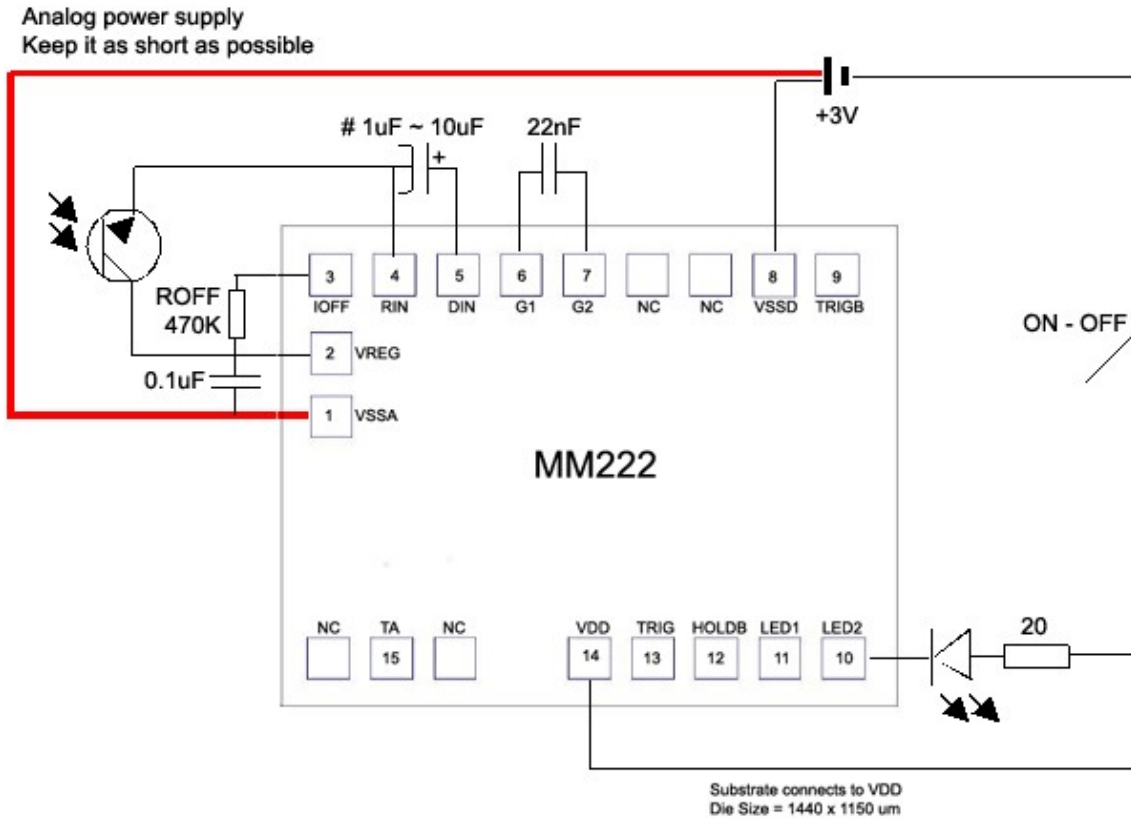 Analog power supply
Keep it as short as possible
+3V
# 1uF ~ 10uF
22nF
+
3
4
5
6
7
8
9
IOFF
RIN
DIN
G1
G2
NC
NC
VSSD
TRIGB
ROFF
470K
ON - OFF
2
VREG
0.1uF
1
VSSA
MM222
NC
TA
NC
VDD
TRIG
HOLDB
LED1
LED2
20
15
14
13
12
11
10
Substrate connects to VDD
Die Size = 1440 x 1150 um